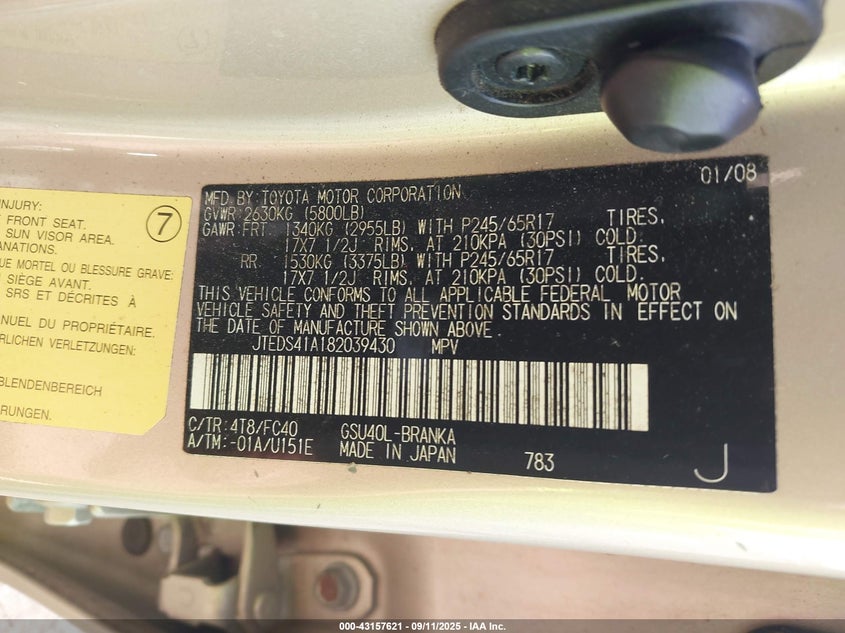 INJURY:
FRONT SEAT.
SUN VISOR AREA.
ANATIONS.
UE MORTEL OU BLESSURE GRAVE:
SIÈGE AVANT.
SRS ET DÉCRITES À
NUEL DU PROPRIÉTAIRE.
RLICHEN VERLETZUNGEN.
BLENDENBEREICH
RUNGEN.
7
01/08
MFD BY: TOYOTA MOTOR CORPORATION
GVWR: 2630KG (5800LB)
GAWR: FRT 1340KG (2955LB) WITH P245/65R17 TIRES,
17X7 1/2J RIMS, AT 210KPA (30PSI) COLD.
RR 1530KG (3375LB) WITH P245/65R17 TIRES,
17X7 1/2J RIMS, AT 210KPA (30PSI) COLD.
THIS VEHICLE CONFORMS TO ALL APPLICABLE FEDERAL MOTOR
VEHICLE SAFETY AND THEFT PREVENTION STANDARDS IN EFFECT ON
THE DATE OF MANUFACTURE SHOWN ABOVE.
JTEDS41A182039430 MPV
C/TR: 4T8/FC40 GSU40L-BRANKA
A/TM: -01A/U151E MADE IN JAPAN 783
J
000-43157621 - 09/11/2025 - IAA Inc.